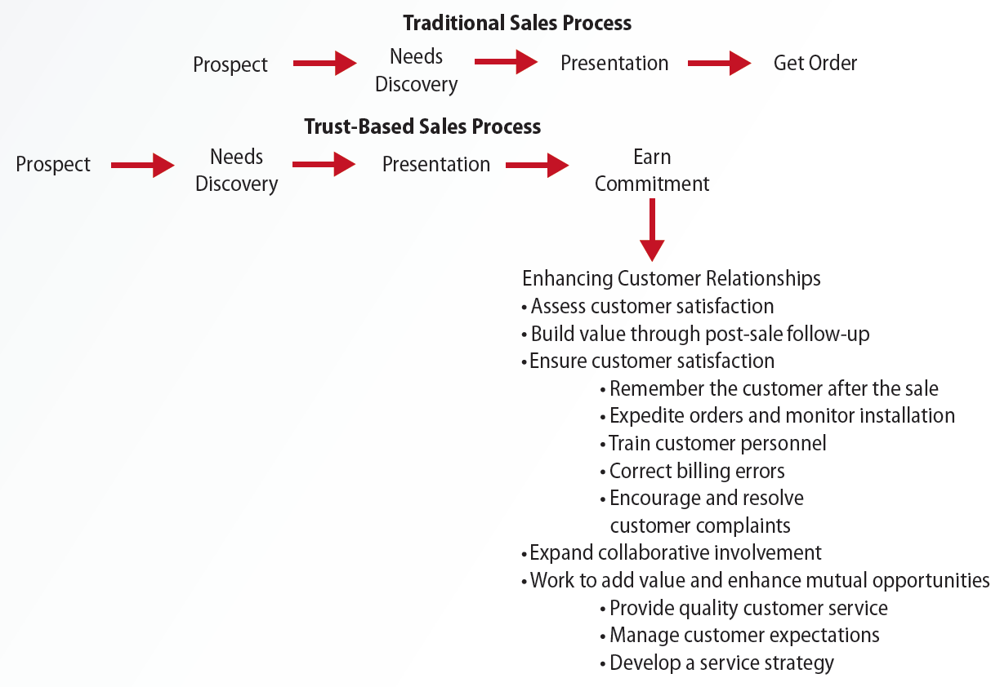 Traditional Sales Process
Prospect
Needs
Discovery
Presentation
Get Order
Trust-Based Sales Process
Prospect
Needs
Discovery
Presentation
Earn
Commitment
Enhancing Customer Relationships
• Assess customer satisfaction
• Build value through post-sale follow-up
• Ensure customer satisfaction
• Remember the customer after the sale
• Expedite orders and monitor installation
• Train customer personnel
• Correct billing errors
• Encourage and resolve
customer complaints
• Expand collaborative involvement
• Work to add value and enhance mutual opportunities
• Provide quality customer service
• Manage customer expectations
• Develop a service strategy